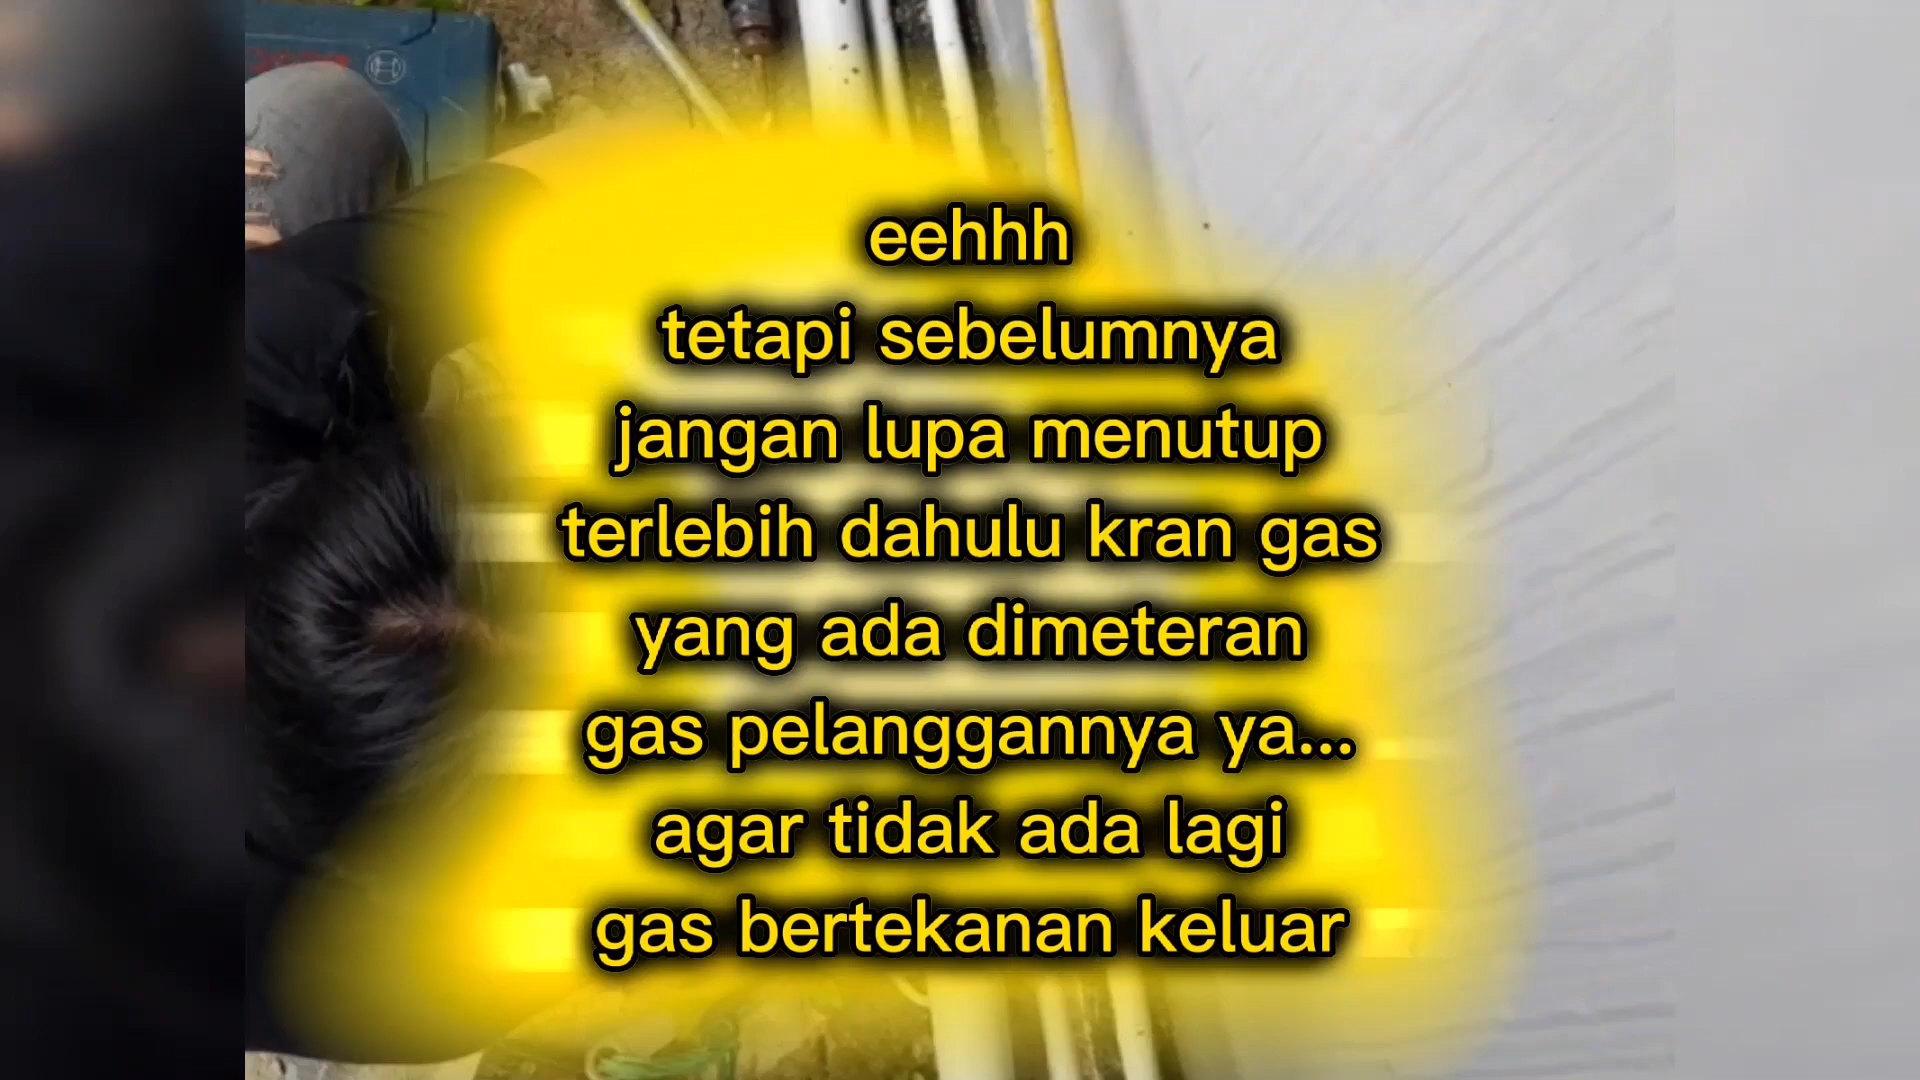 eehhh
tetapi sebelumnya
jangan lupa menutup
terlebih dahulu kran gas
yang ada dimeteran
gas pelanggannya ya...
agar tidak ada lagi
gas bertekanan keluar